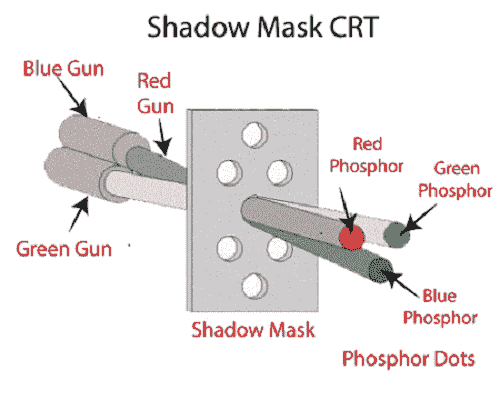 Shadow Mask CRT
Blue Gun
Red
Gun
Red
Phosphor
Green
Phosphor
Green Gun
Blue
Phosphor
Shadow Mask
Phosphor Dots